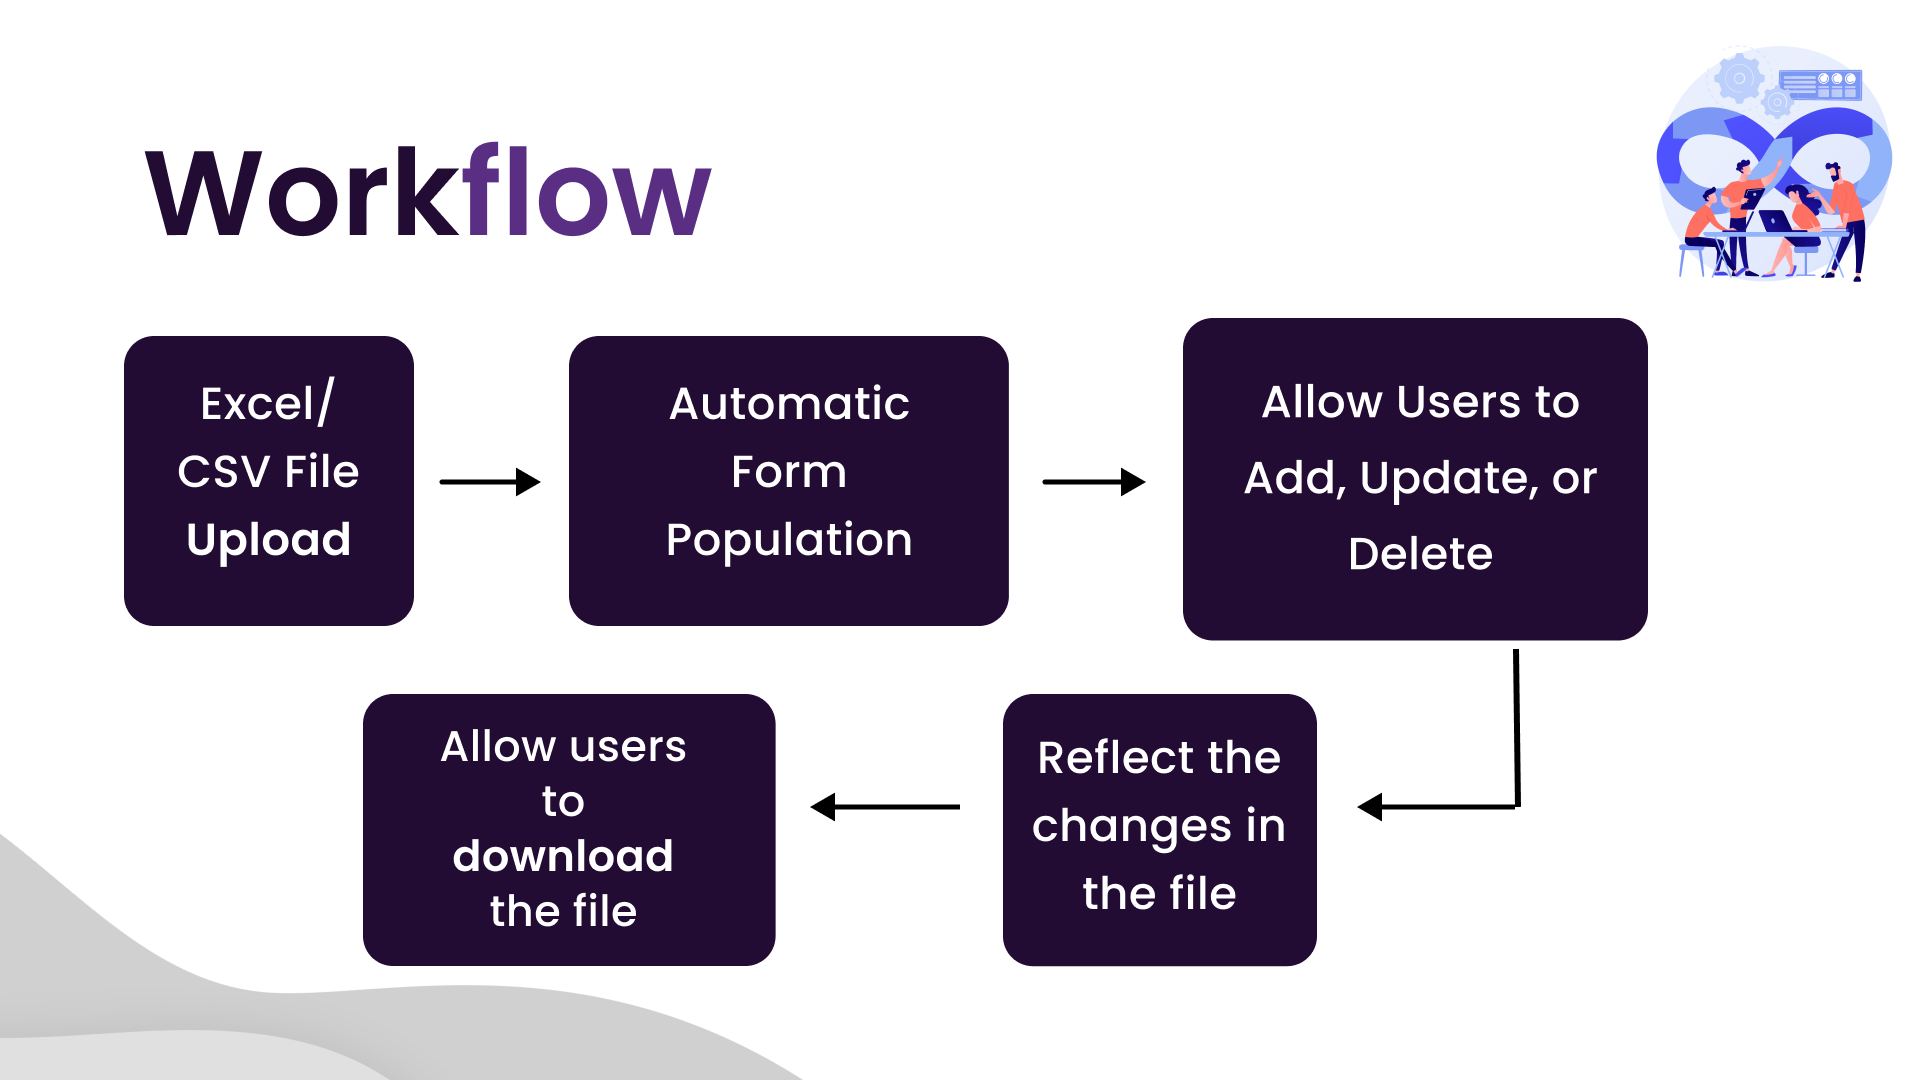 Workflow
Excel/
CSV File
Upload
Automatic
Form
Population
Allow Users to
Add, Update, or
Delete
Reflect the
changes in
the file
Allow users
to
download
the file